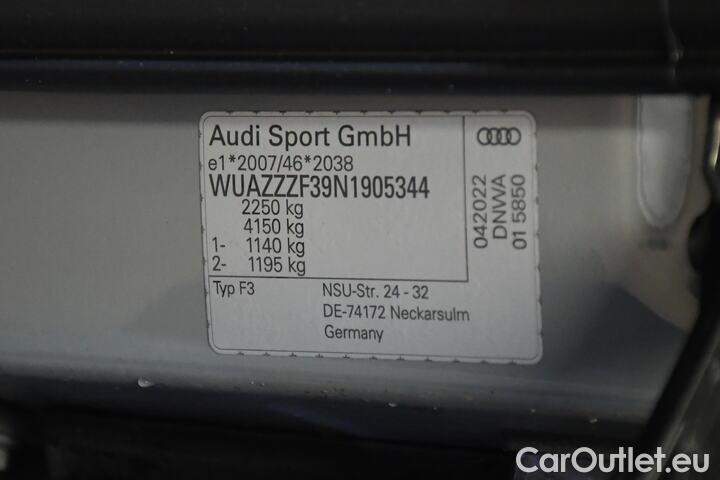 Audi Sport GmbH
e1*2007/46*2038
WUAZZZF39N1905344
2250 kg
4150 kg
1- 1140 kg
2- 1195 kg
Typ F3
NSU-Str. 24 - 32
DE-74172 Neckarsulm
Germany
042022
DNWA
01 5850
CarOutlet.eu